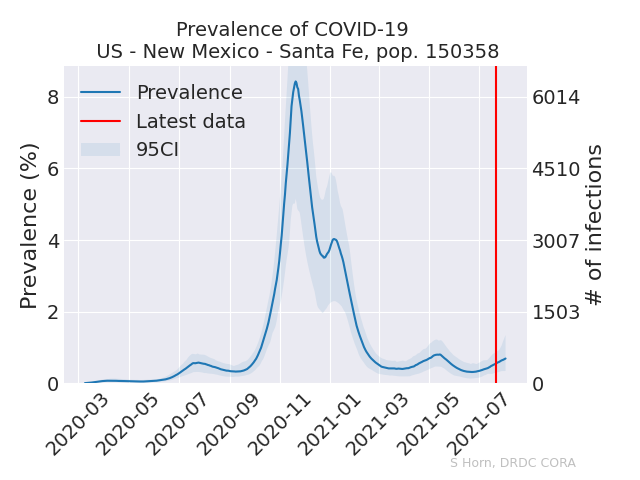 Prevalence of COVID-19
US - New Mexico - Santa Fe, pop. 150358
Prevalence
Latest data
95CI
Prevalence (%)
8
6
4
2
0
6014
4510
3007
1503
0
# of infections
2020-03
2020-05
2020-07
2020-09
2020-11
2021-01
2021-03
2021-05
2021-07
S Horn, DRDC CORA